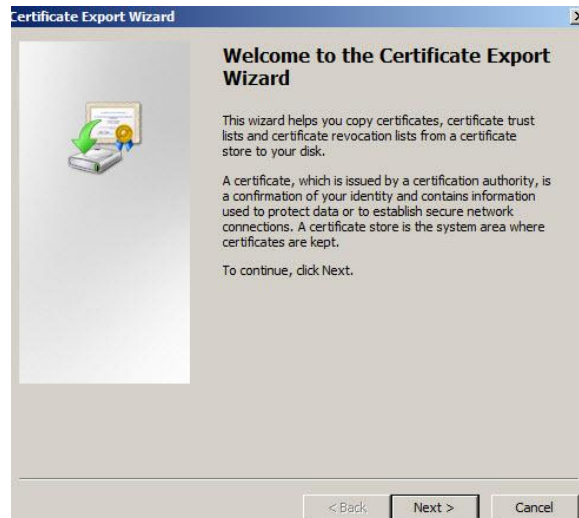 Certificate Export Wizard
Welcome to the Certificate Export
Wizard
This wizard helps you copy certificates, certificate trust
lists and certificate revocation lists from a certificate
store to your disk.
A certificate, which is issued by a certification authority, is
a confirmation of your identity and contains information
used to protect data or to establish secure network
connections. A certificate store is the system area where
certificates are kept.
To continue, click Next.
< Back Next > Cancel